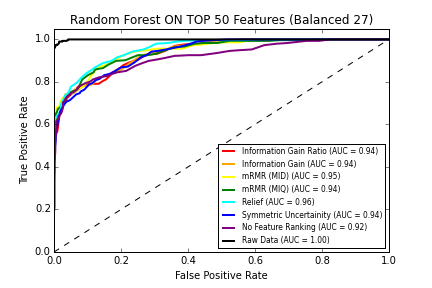 Random Forest ON TOP 50 Features (Balanced 27)
True Positive Rate
1.0
0.8
0.6
0.4
0.2
0.0
Information Gain Ratio (AUC = 0.94)
Information Gain (AUC = 0.94)
mRMR (MID) (AUC = 0.95)
mRMR (MIQ) (AUC = 0.94)
Relief (AUC = 0.96)
Symmetric Uncertainity (AUC = 0.94)
No Feature Ranking (AUC = 0.92)
Raw Data (AUC = 1.00)
0.0 0.2 0.4 0.6 0.8 1.0
False Positive Rate